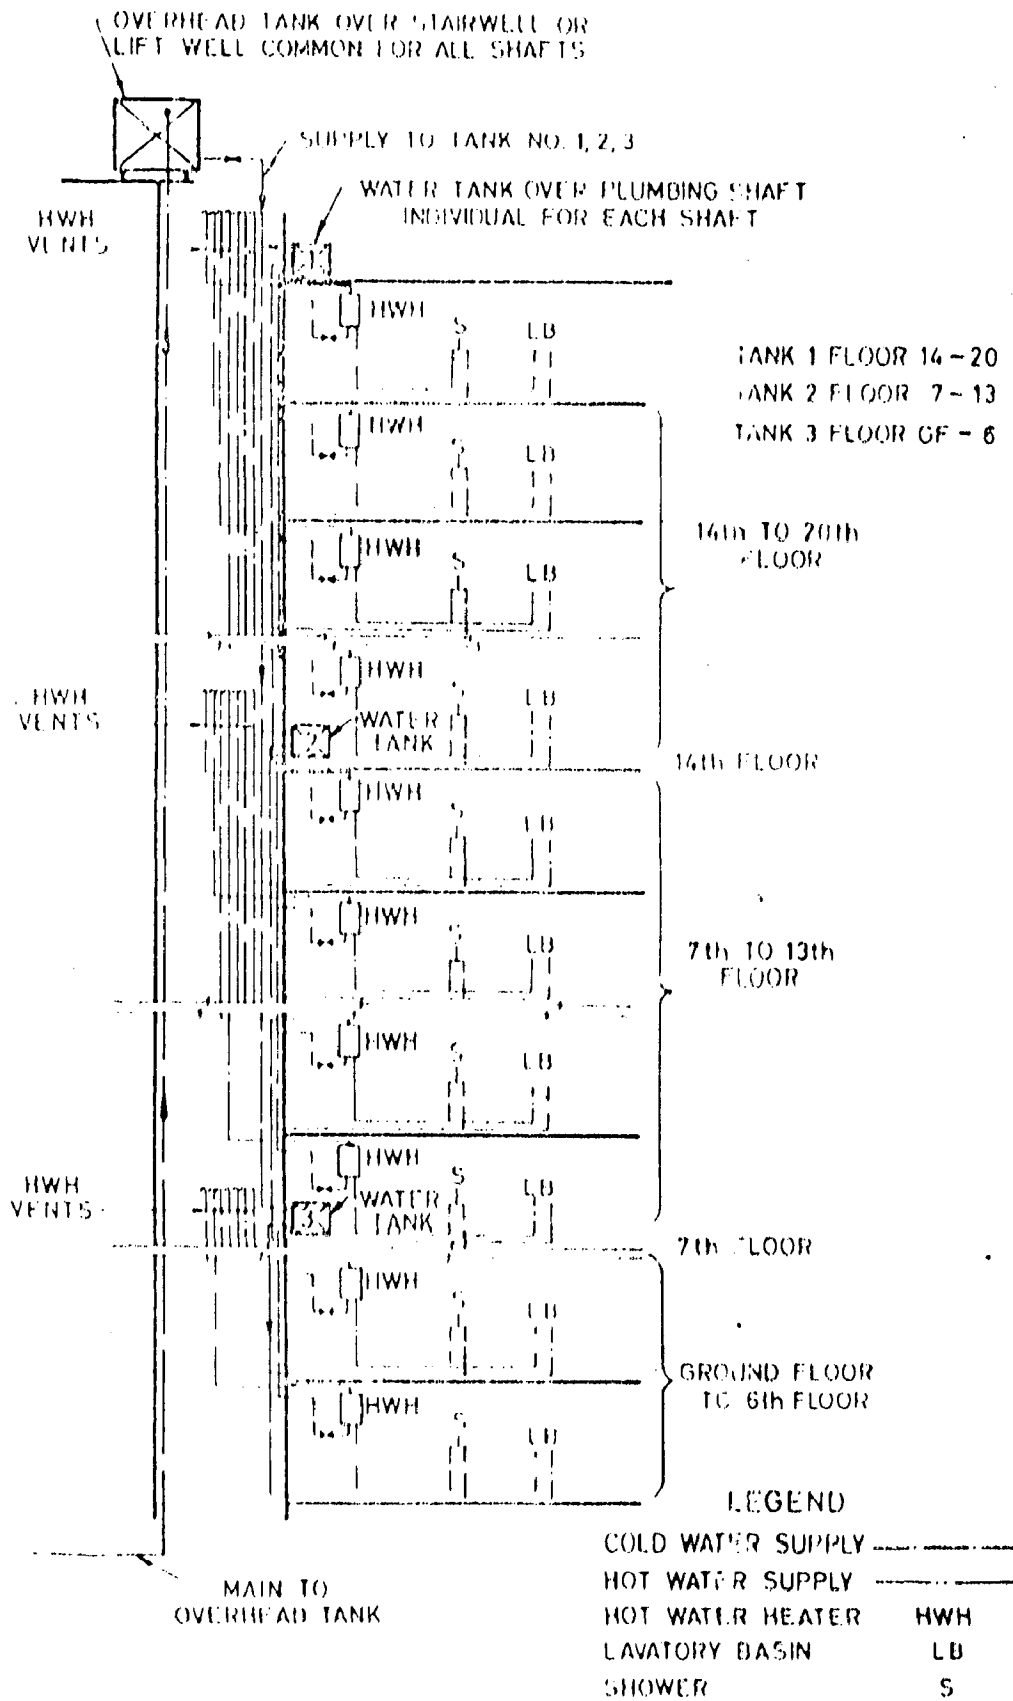 OVERHEAD TANK OVER STAIRWELL OR
LIFT WELL COMMON FOR ALL SHAFTS
SUPPLY TO TANK NO. 1, 2, 3
WATER TANK OVER PLUMBING SHAFT
INDIVIDUAL FOR EACH SHAFT
HWH
VENTS
1
HWH
S
LB
TANK 1 FLOOR 14-20
TANK 2 FLOOR 7-13
TANK 3 FLOOR GF-6
HWH
S
LB
14th TO 20th
FLOOR
HWH
S
LB
HWH
LB
HWH
VENTS
2
WATER
TANK
14th FLOOR
HWH
S
LB
HWH
S
LB
7th TO 13th
FLOOR
HWH
S
LB
HWH
S
LB
HWH
VENTS
3
WATER
TANK
7th FLOOR
HWH
S
LB
GROUND FLOOR
TO 6th FLOOR
HWH
S
LB
LEGEND
COLD WATER SUPPLY
HOT WATER SUPPLY
HOT WATER HEATER HWH
LAVATORY BASIN LB
SHOWER S
MAIN TO
OVERHEAD TANK